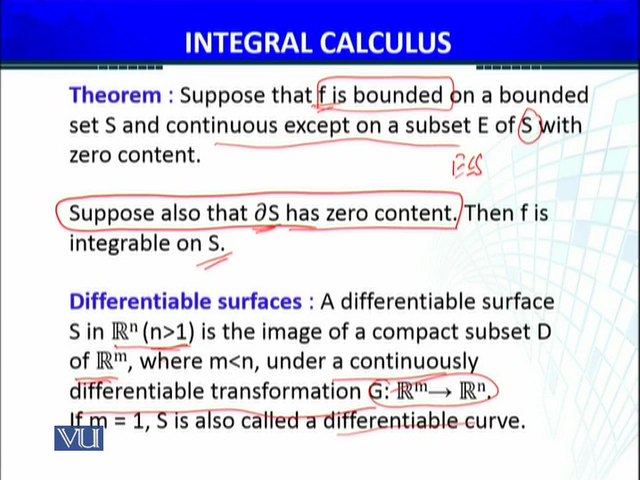 INTEGRAL CALCULUS
Theorem : Suppose that f is bounded on a bounded
set S and continuous except on a subset E of S with
zero content.
E⊆S
Suppose also that ∂S has zero content. Then f is
integrable on S.
Differentiable surfaces : A differentiable surface
S in ℝⁿ (n>1) is the image of a compact subset D
of ℝᵐ, where m<n, under a continuously
differentiable transformation G: ℝᵐ⟶ ℝⁿ.
If m = 1, S is also called a differentiable curve.
VU